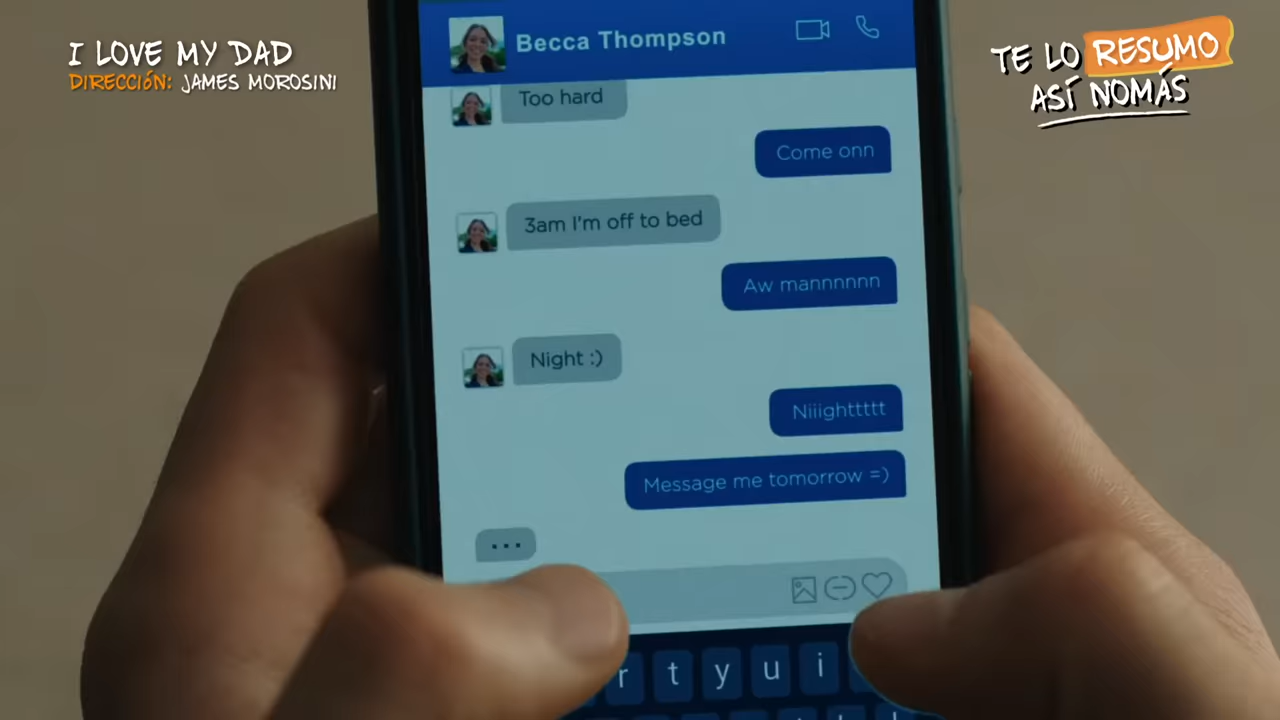 I LOVE MY DAD
DIRECCIÓN: JAMES MOROSINI
TE LO RESUMO
ASÍ NOMÁS
Becca Thompson
Too hard
Come onn
3am I'm off to bed
Aw mannnnnn
Night :)
Niiighttttt
Message me tomorrow =)
...
r t y u i